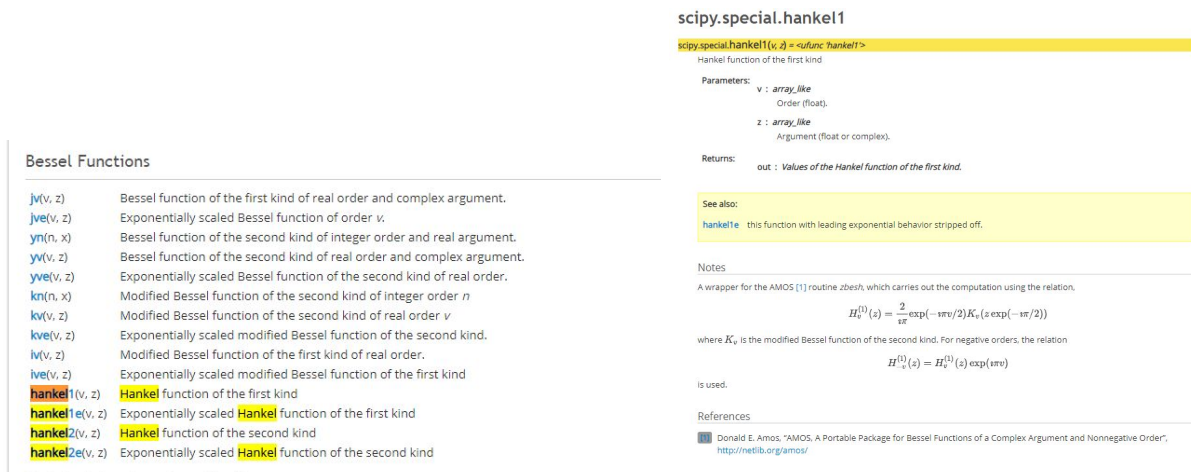 Bessel Functions
jv(v, z) Bessel function of the first kind of real order and complex argument.
jve(v, z) Exponentially scaled Bessel function of order v.
yn(n, x) Bessel function of the second kind of integer order and real argument.
yv(v, z) Bessel function of the second kind of real order and complex argument.
yve(v, z) Exponentially scaled Bessel function of the second kind of real order.
kn(n, x) Modified Bessel function of the second kind of integer order n
kv(v, z) Modified Bessel function of the second kind of real order v
kve(v, z) Exponentially scaled modified Bessel function of the second kind.
iv(v, z) Modified Bessel function of the first kind of real order.
ive(v, z) Exponentially scaled modified Bessel function of the first kind
hankel1(v, z) Hankel function of the first kind
hankel1e(v, z) Exponentially scaled Hankel function of the first kind
hankel2(v, z) Hankel function of the second kind
hankel2e(v, z) Exponentially scaled Hankel function of the second kind
scipy.special.hankel1
scipy.special.hankel1(v, z) = <ufunc 'hankel1'>
Hankel function of the first kind
Parameters:
v : array_like
Order (float).
z : array_like
Argument (float or complex).
Returns:
out : Values of the Hankel function of the first kind.
See also:
hankel1e this function with leading exponential behavior stripped off.
Notes
A wrapper for the AMOS [1] routine zbesh, which carries out the computation using the relation,
H_v^{(1)}(z) = \frac{2}{ıπ} exp(−ıπv/2)K_v(z exp(−ıπ/2))
where K_v is the modified Bessel function of the second kind. For negative orders, the relation
H_{−v}^{(1)}(z) = H_v^{(1)}(z) exp(ıπv)
is used.
References
[1] Donald E. Amos, “AMOS, A Portable Package for Bessel Functions of a Complex Argument and Nonnegative Order”,
http://netlib.org/amos/